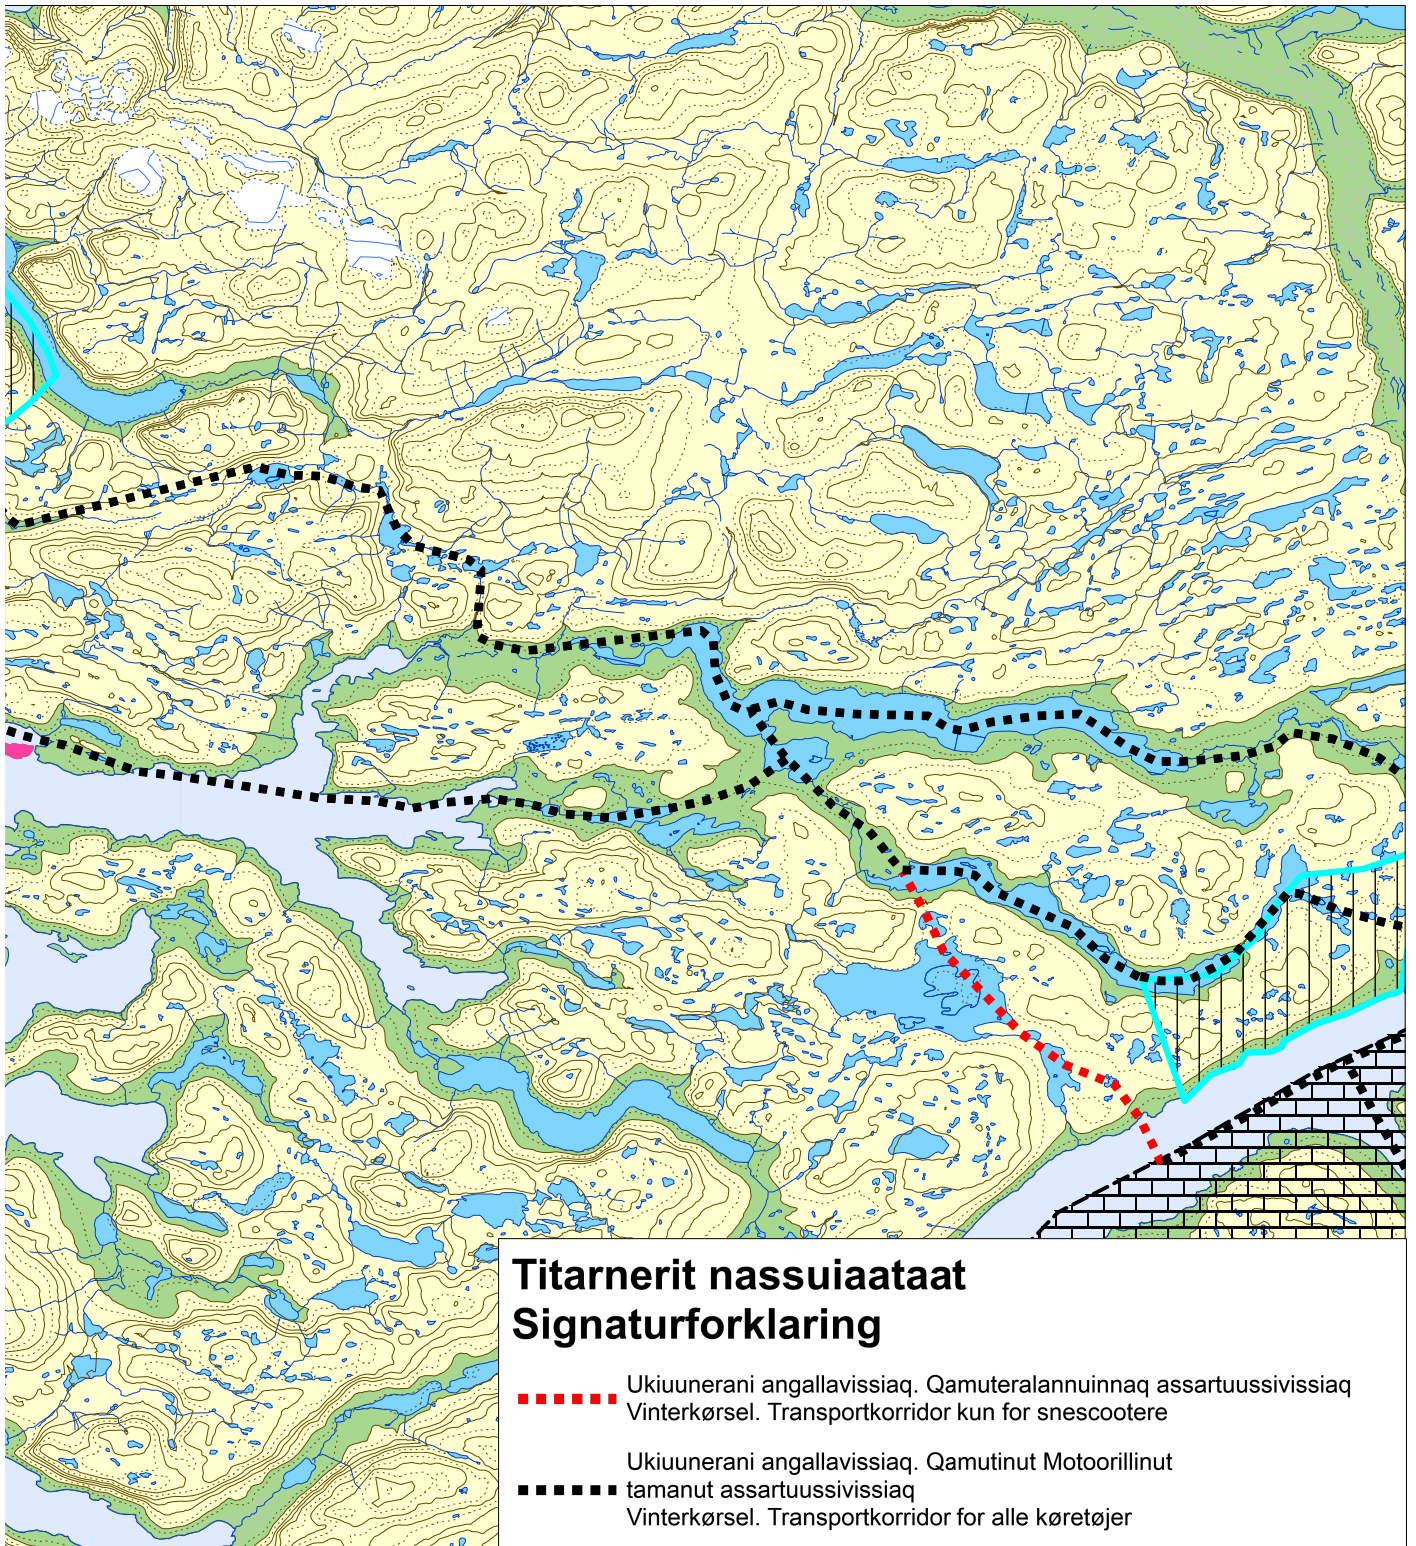 Titarnerit nassuiaataat
Signaturforklaring
Ukiuunerani angallavissiaq. Qamuteralannuinnaq assartuussivissiaq
Vinterkørsel. Transportkorridor kun for snescootere
Ukiuunerani angallavissiaq. Qamutinut Motoorillinut
tamanut assartuussivissiaq
Vinterkørsel. Transportkorridor for alle køretøjer